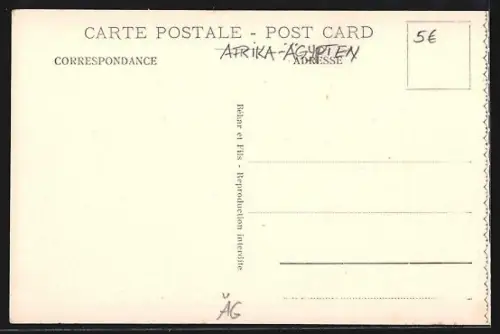 CARTE POSTALE - POST CARD
AFRIKA-ÄGYPTEN
5€
CORRESPONDANCE
ADRESSE
Béhar et Fils - Reproduction interdite
ÄG